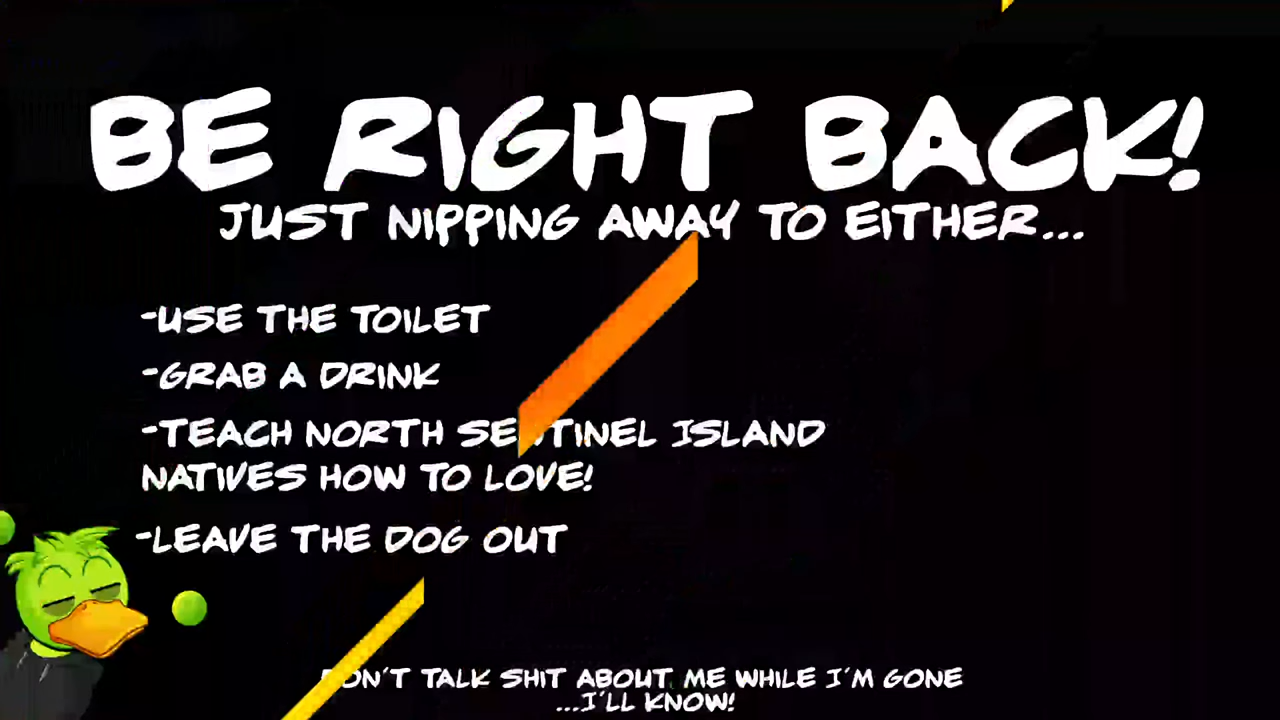 BE RIGHT BACK!
JUST NIPPING AWAY TO EITHER...
-USE THE TOILET
-GRAB A DRINK
-TEACH NORTH SENTINEL ISLAND
NATIVES HOW TO LOVE!
-LEAVE THE DOG OUT
DON'T TALK SHIT ABOUT ME WHILE I'M GONE
...I'LL KNOW!